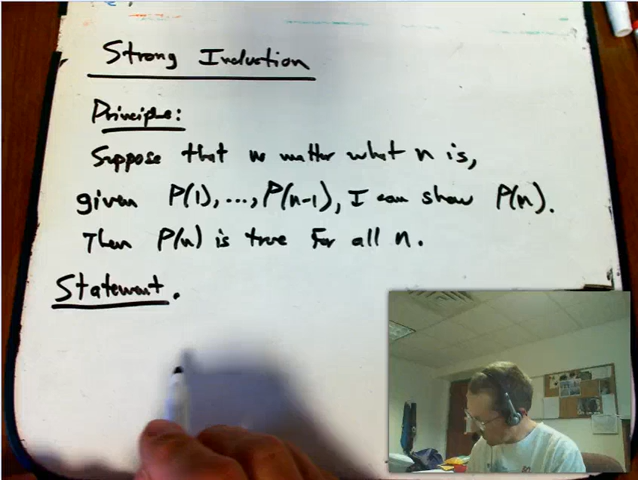 Strong Induction
Principle:
Suppose that no matter what n is,
given P(1), ..., P(n-1), I can show P(n).
Then P(n) is true for all n.
Statement.